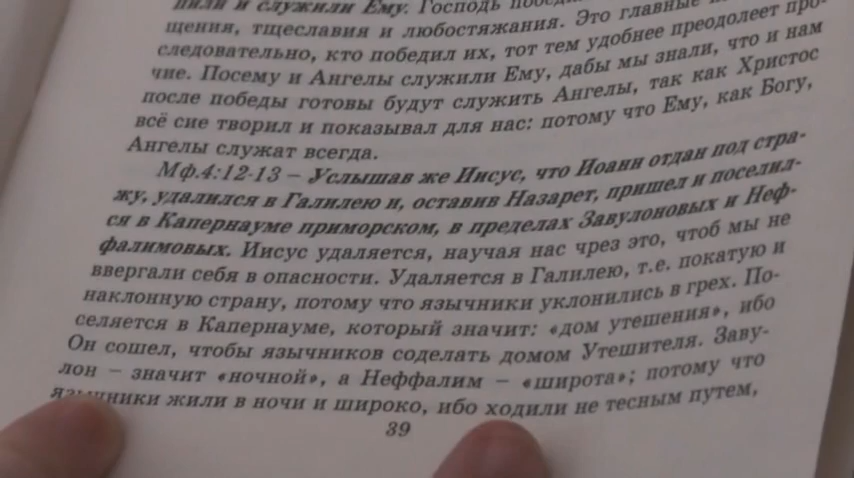 пили и служили Ему. Господь
щения, тщеславия и любостяжания. Это главные
следовательно, кто победил их, тот тем удобнее преодолеет про-
чие. Посему и Ангелы служили Ему, дабы мы знали, что и нам
после победы готовы будут служить Ангелы, так как Христос
всё сие творил и показывал для нас: потому что Ему, как Богу,
Ангелы служат всегда.
Мф.4:12-13 – Услышав же Иисус, что Иоанн отдан под стра-
жу, удалился в Галилею и, оставив Назарет, пришел и поселил-
ся в Капернауме приморском, в пределах Завулоновых и Неф-
фалимовых. Иисус удаляется, научая нас чрез это, чтоб мы не
ввергали себя в опасности. Удаляется в Галилею, т.е. покатую и
наклонную страну, потому что язычники уклонились в грех. По-
селяется в Капернауме, который значит: «дом утешения», ибо
Он сошел, чтобы язычников соделать домом Утешителя. Заву-
лон – значит «ночной», а Неффалим – «широта»; потому что
язычники жили в ночи и широко, ибо ходили не тесным путем,
39